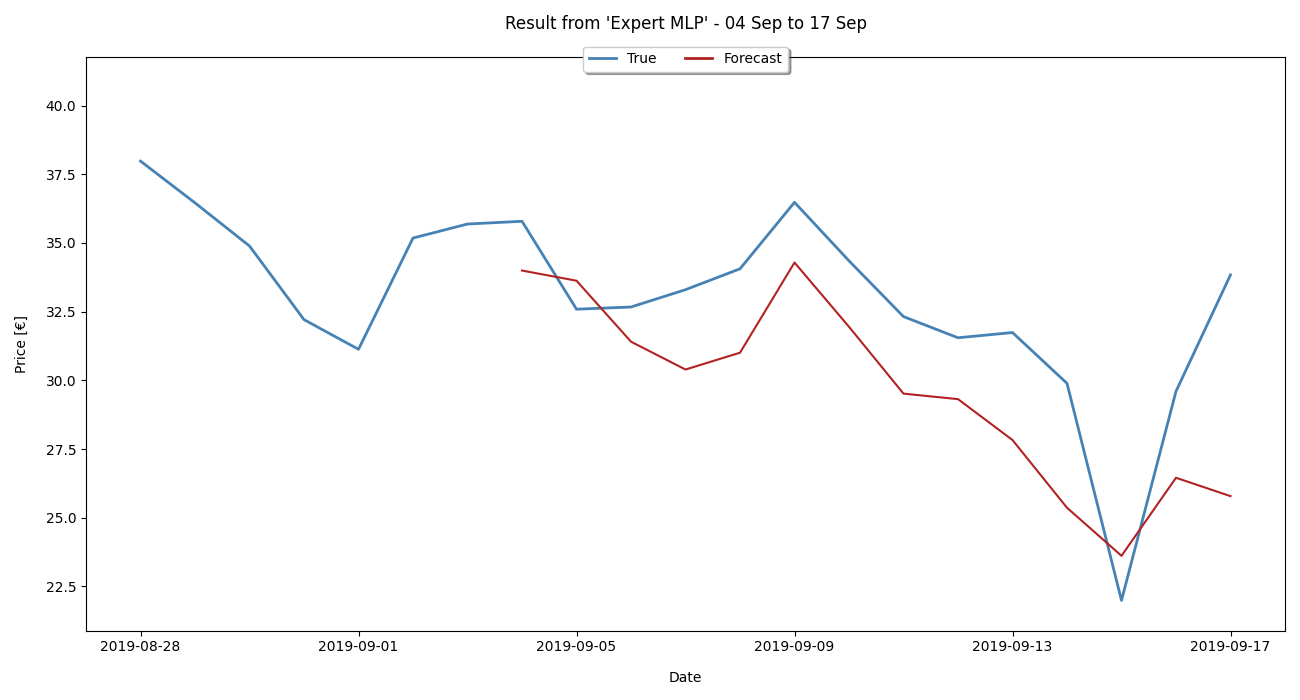 Result from 'Expert MLP' - 04 Sep to 17 Sep
True Forecast
40.0
37.5
35.0
32.5
30.0
27.5
25.0
22.5
Price [€]
2019-08-28 2019-09-01 2019-09-05 2019-09-09 2019-09-13 2019-09-17
Date